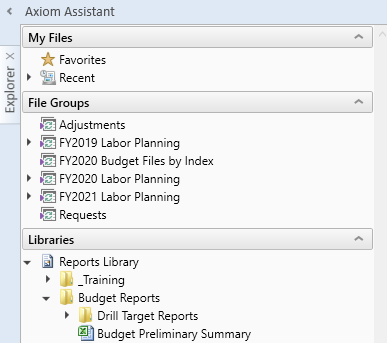 Axiom Assistant
Explorer
My Files
Favorites
Recent
File Groups
Adjustments
FY2019 Labor Planning
FY2020 Budget Files by Index
FY2020 Labor Planning
FY2021 Labor Planning
Requests
Libraries
Reports Library
_Training
Budget Reports
Drill Target Reports
Budget Preliminary Summary